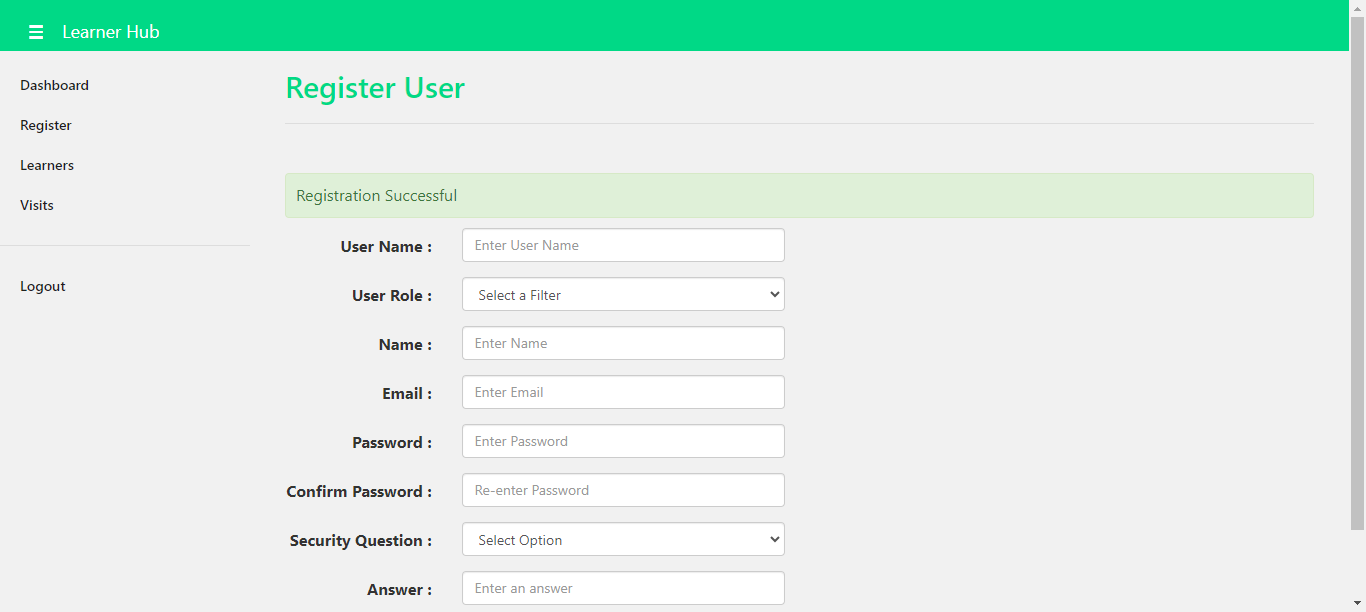 Learner Hub
Dashboard
Register
Learners
Visits
Logout
Register User
Registration Successful
User Name : Enter User Name
User Role : Select a Filter
Name : Enter Name
Email : Enter Email
Password : Enter Password
Confirm Password : Re-enter Password
Security Question : Select Option
Answer : Enter an answer